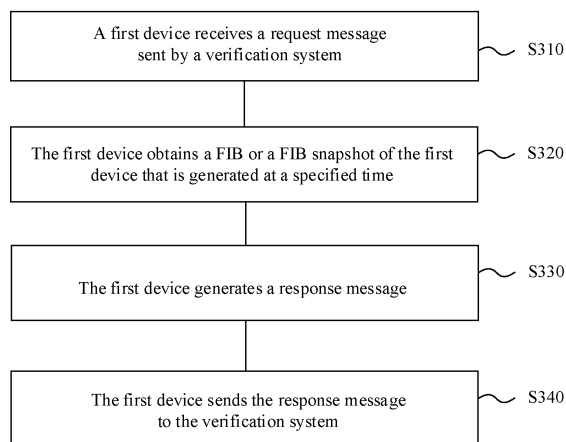 A first device receives a request message
sent by a verification system
S310
The first device obtains a FIB or a FIB snapshot of the first
device that is generated at a specified time
S320
The first device generates a response message
S330
The first device sends the response message
to the verification system
S340